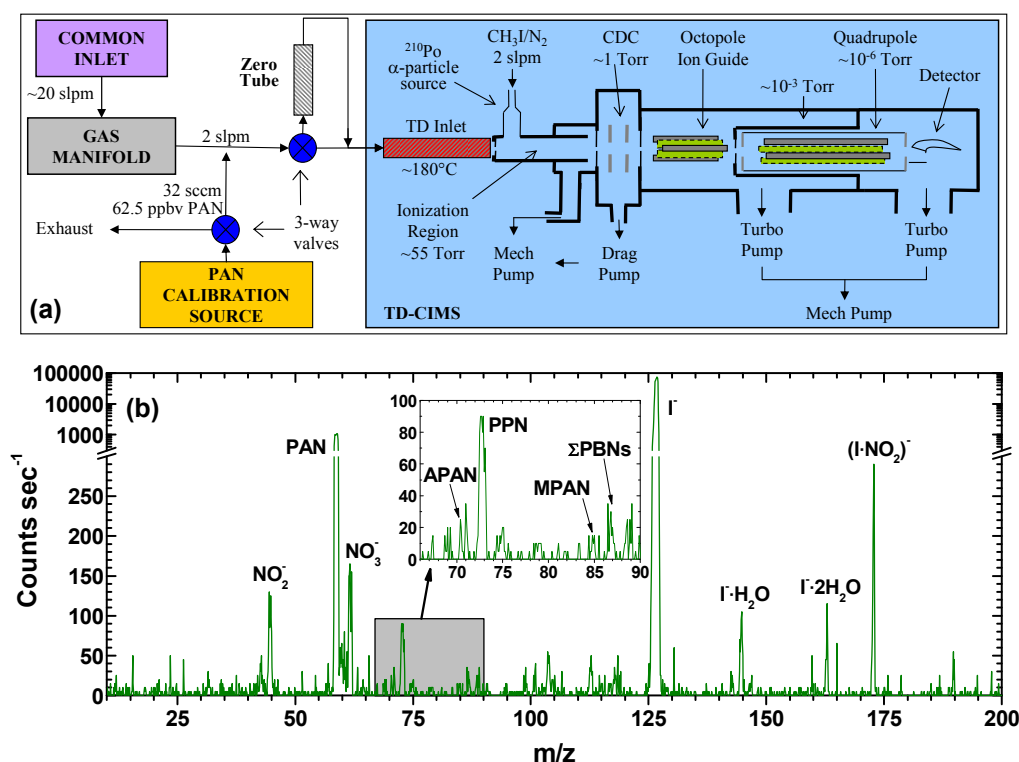 COMMON
INLET
~20 slpm
GAS
MANIFOLD
2 slpm
Zero
Tube
32 sccm
62.5 ppbv PAN
Exhaust
3-way
valves
PAN
CALIBRATION
SOURCE
(a)
²¹⁰Po
α-particle
source
CH₃I/N₂
2 slpm
CDC
~1 Torr
Octopole
Ion Guide
Quadrupole
~10⁻⁶ Torr
~10⁻³ Torr
Detector
TD Inlet
~180°C
Ionization
Region
~55 Torr
Mech
Pump
Drag
Pump
Turbo
Pump
Turbo
Pump
Mech Pump
TD-CIMS
(b)
Counts sec⁻¹
100000
10000
1000
250
200
150
100
50
0
NO₂⁻
PAN
NO₃⁻
100
80
60
40
20
0
APAN
PPN
MPAN
ΣPBNs
70
75
80
85
90
I⁻
I⁻·H₂O
I⁻·2H₂O
(I·NO₂)⁻
25
50
75
100
125
150
175
200
m/z